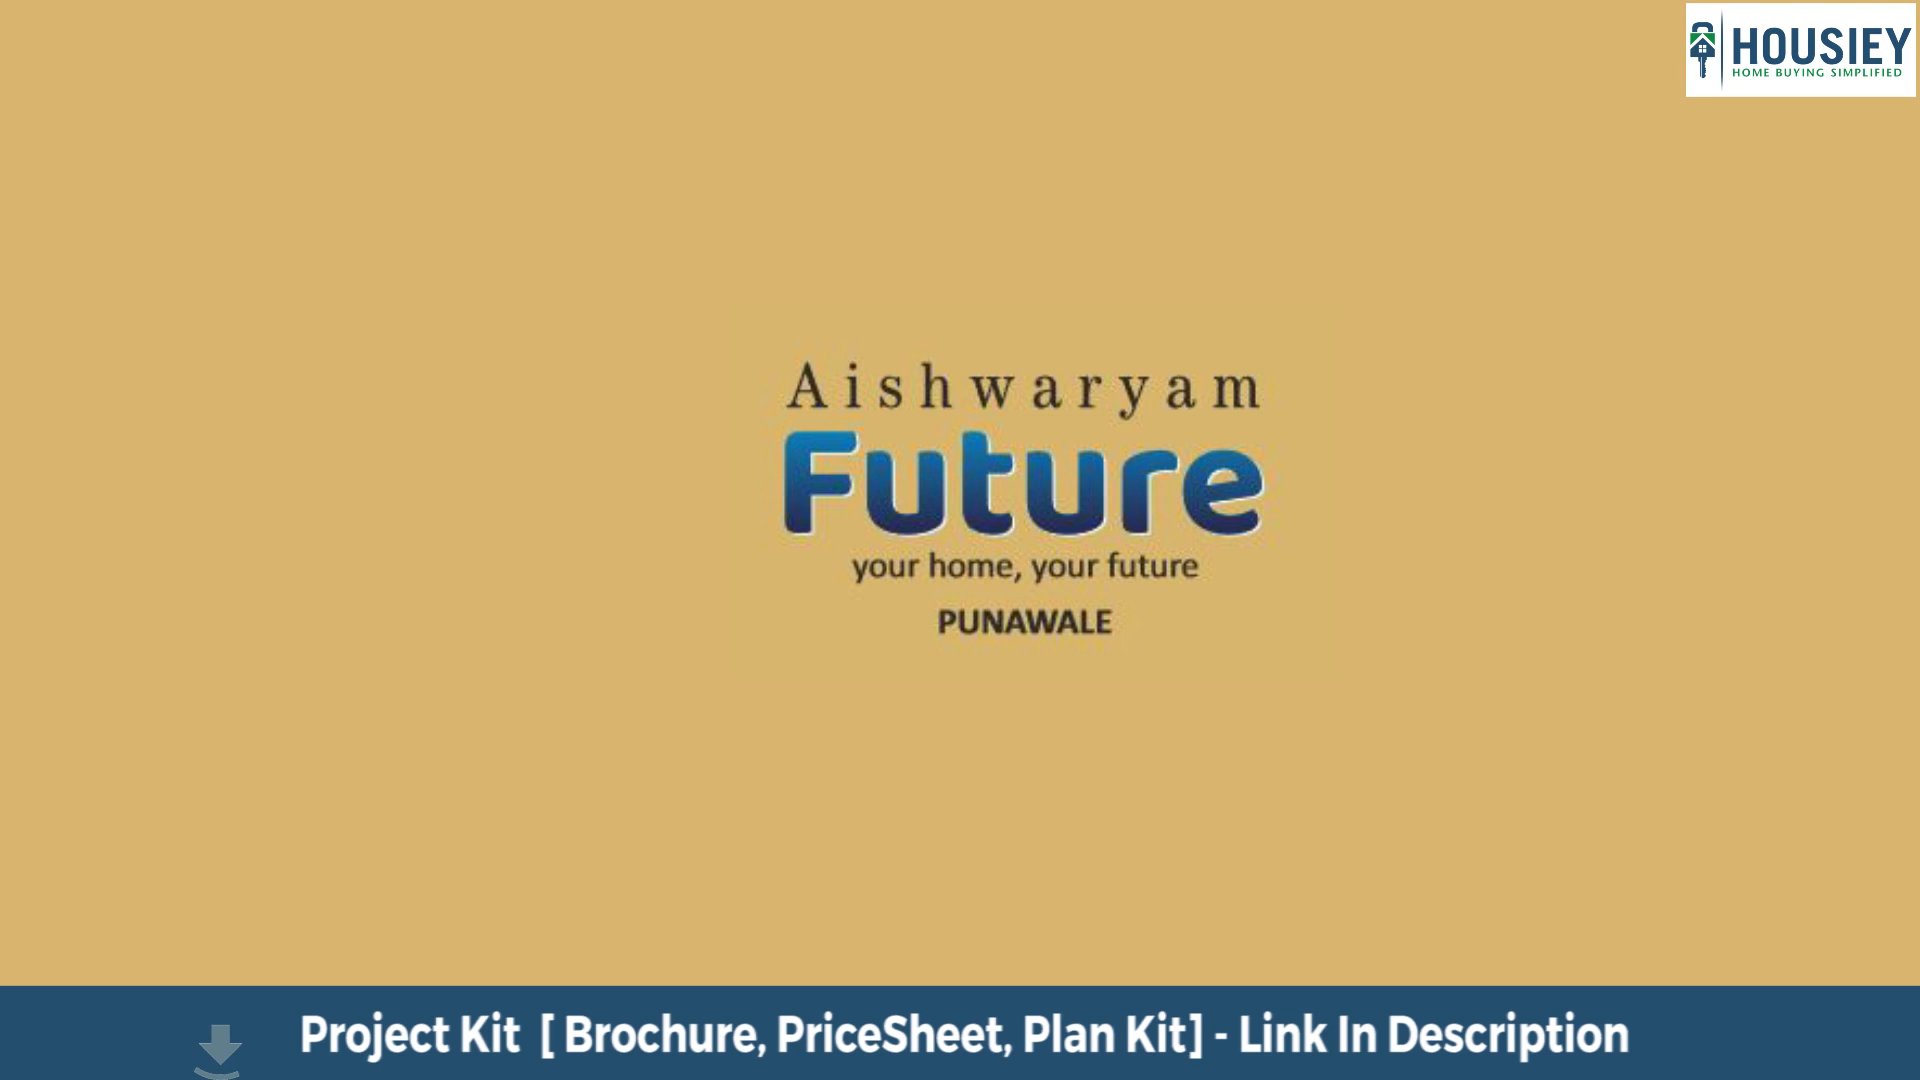 HOUSIEY
HOME BUYING SIMPLIFIED
Aishwaryam
Future
your home, your future
PUNAWALE
Project Kit [ Brochure, PriceSheet, Plan Kit] - Link In Description